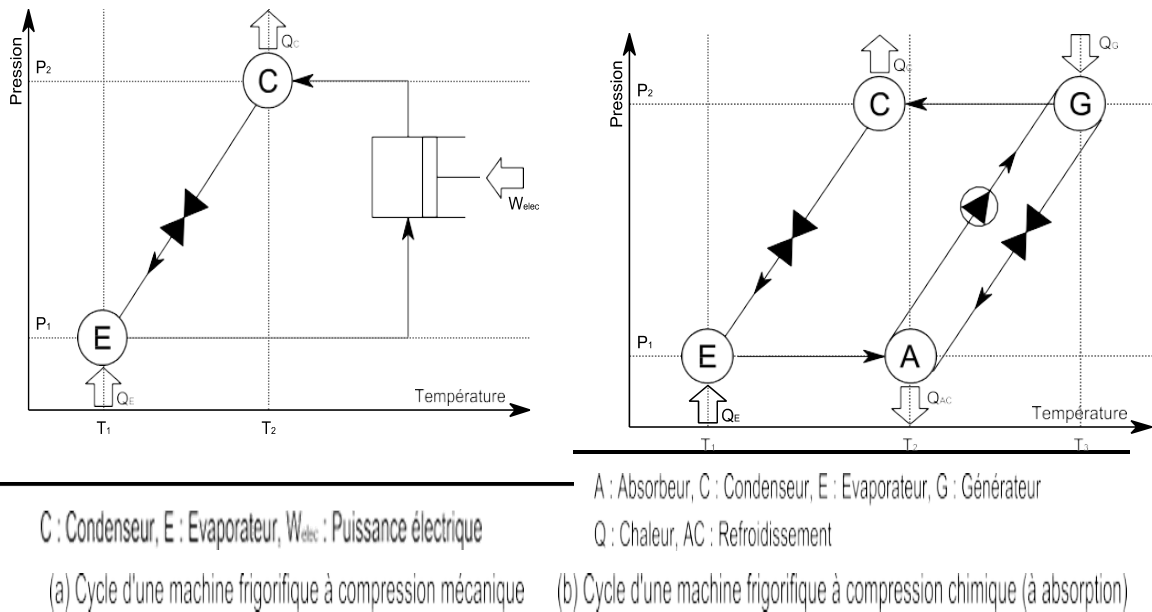 Pression
P₂
P₁
C
Q_C
W_elec
E
Q_E
Température
T₁
T₂
C : Condenseur, E : Evaporateur, W_elec : Puissance électrique
(a) Cycle d'une machine frigorifique à compression mécanique
Pression
P₂
P₁
C
Q
G
Q_G
E
Q_E
A
Q_AC
Température
T₁
T₂
T₃
A : Absorbeur, C : Condenseur, E : Evaporateur, G : Générateur
Q : Chaleur, AC : Refroidissement
(b) Cycle d'une machine frigorifique à compression chimique (à absorption)